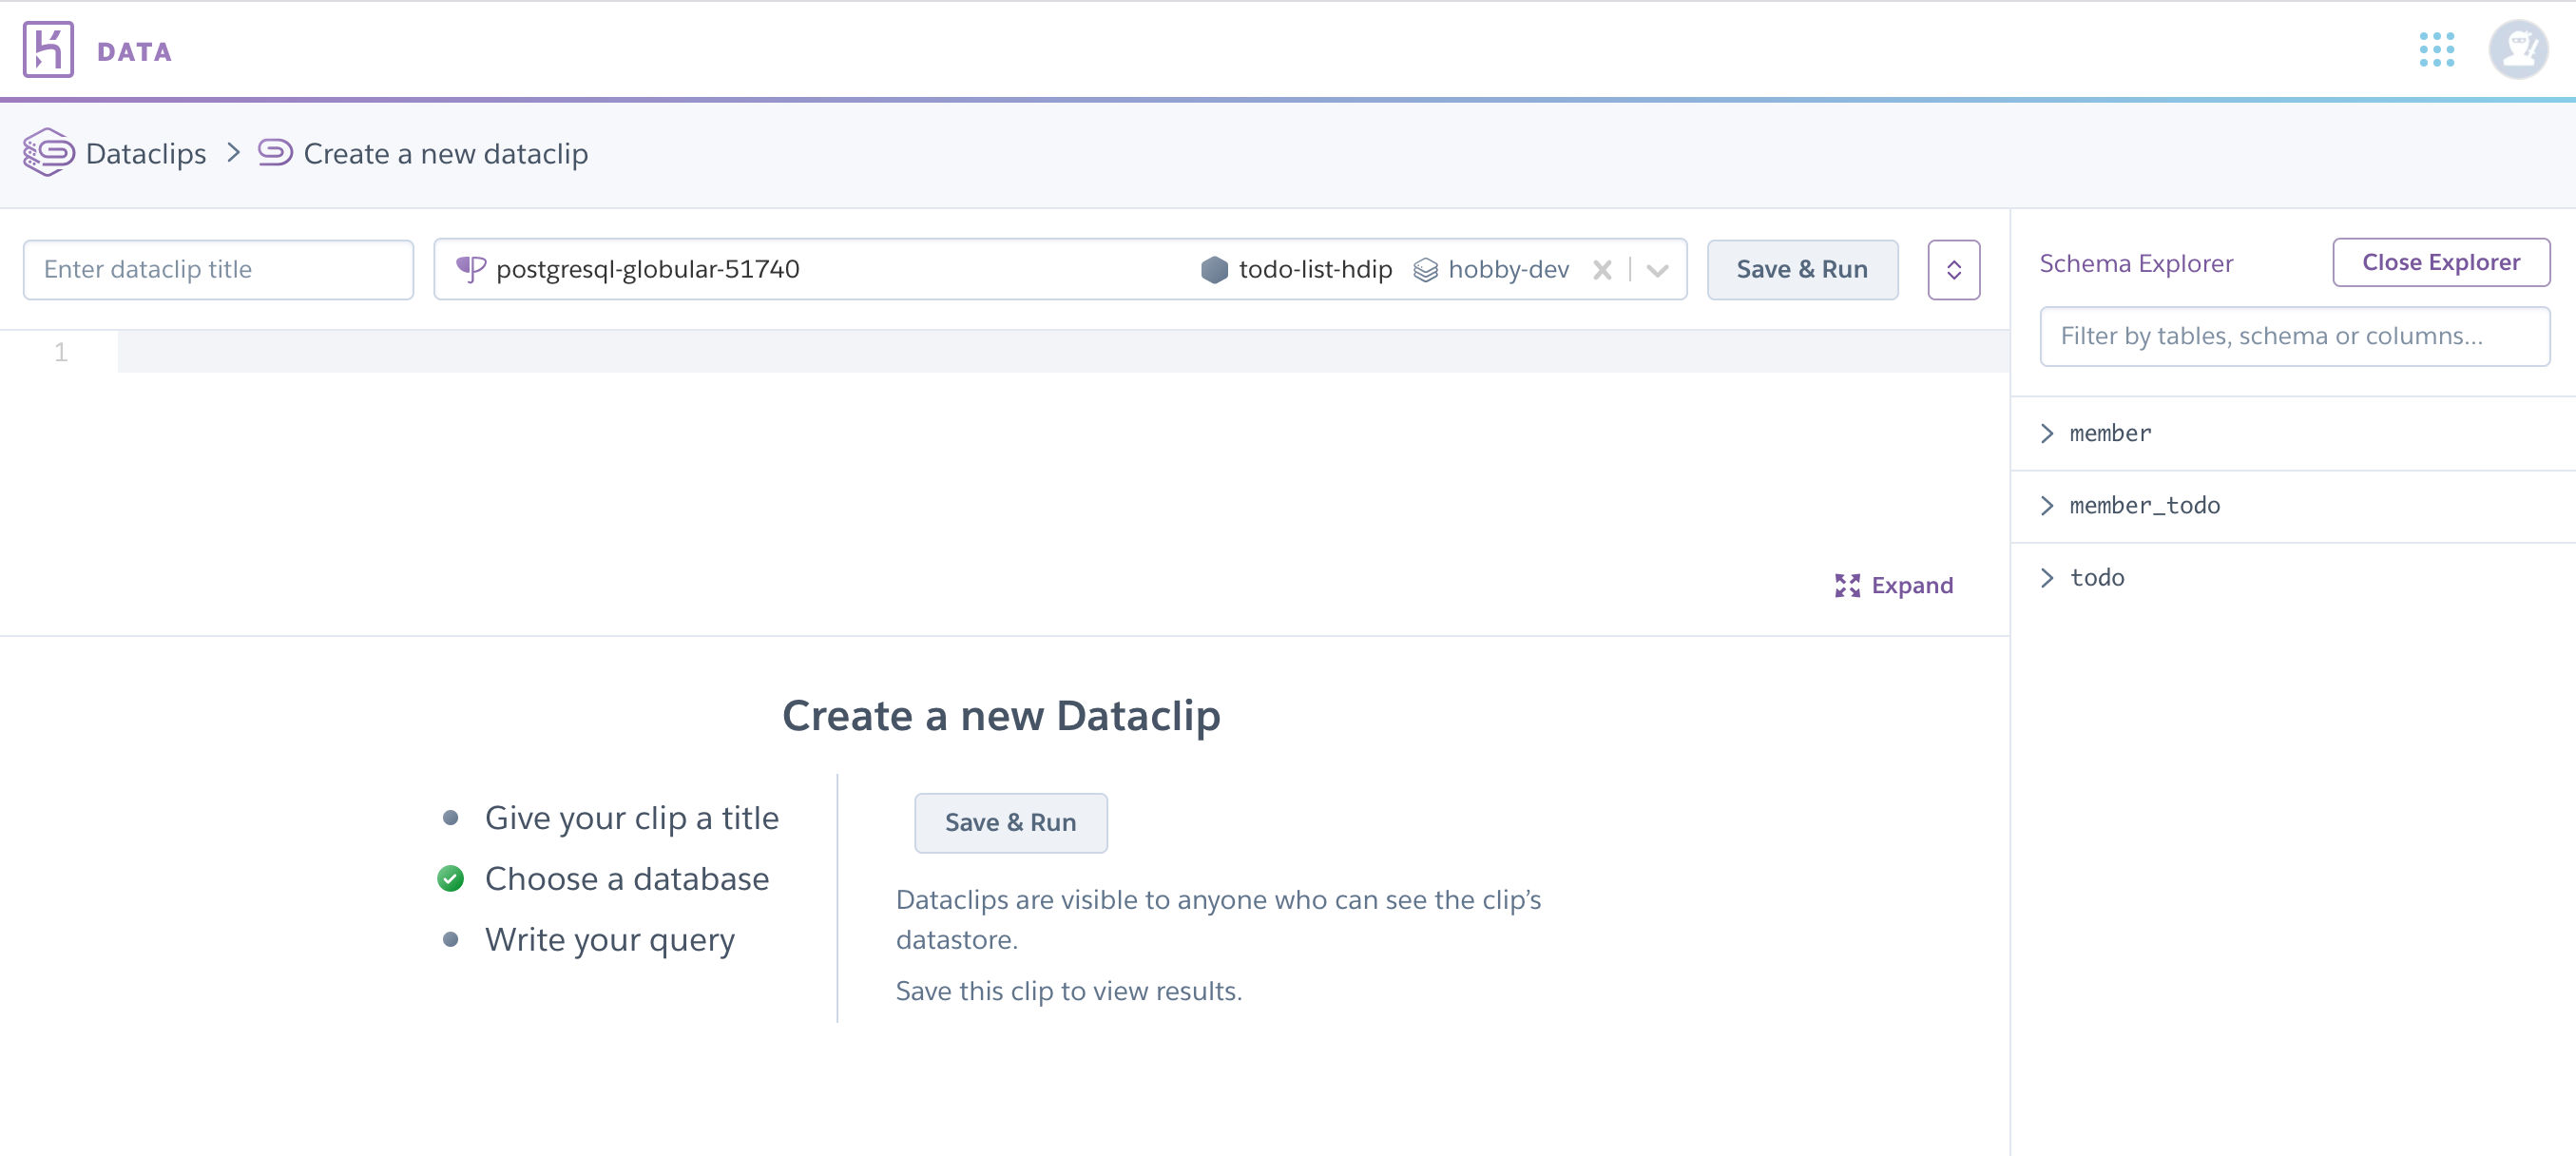 DATA
Dataclips > Create a new dataclip
Enter dataclip title
postgresql-globular-51740 todo-list-hdip hobby-dev
Save & Run
Schema Explorer
Close Explorer
Filter by tables, schema or columns...
1
member
member_todo
todo
Expand
Create a new Dataclip
Give your clip a title
Choose a database
Write your query
Save & Run
Dataclips are visible to anyone who can see the clip’s
datastore.
Save this clip to view results.